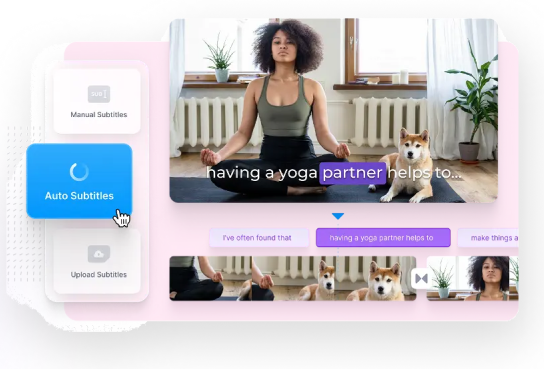 SUB
Manual Subtitles
Auto Subtitles
Upload Subtitles
having a yoga partner helps to...
I've often found that
having a yoga partner helps to
make things a